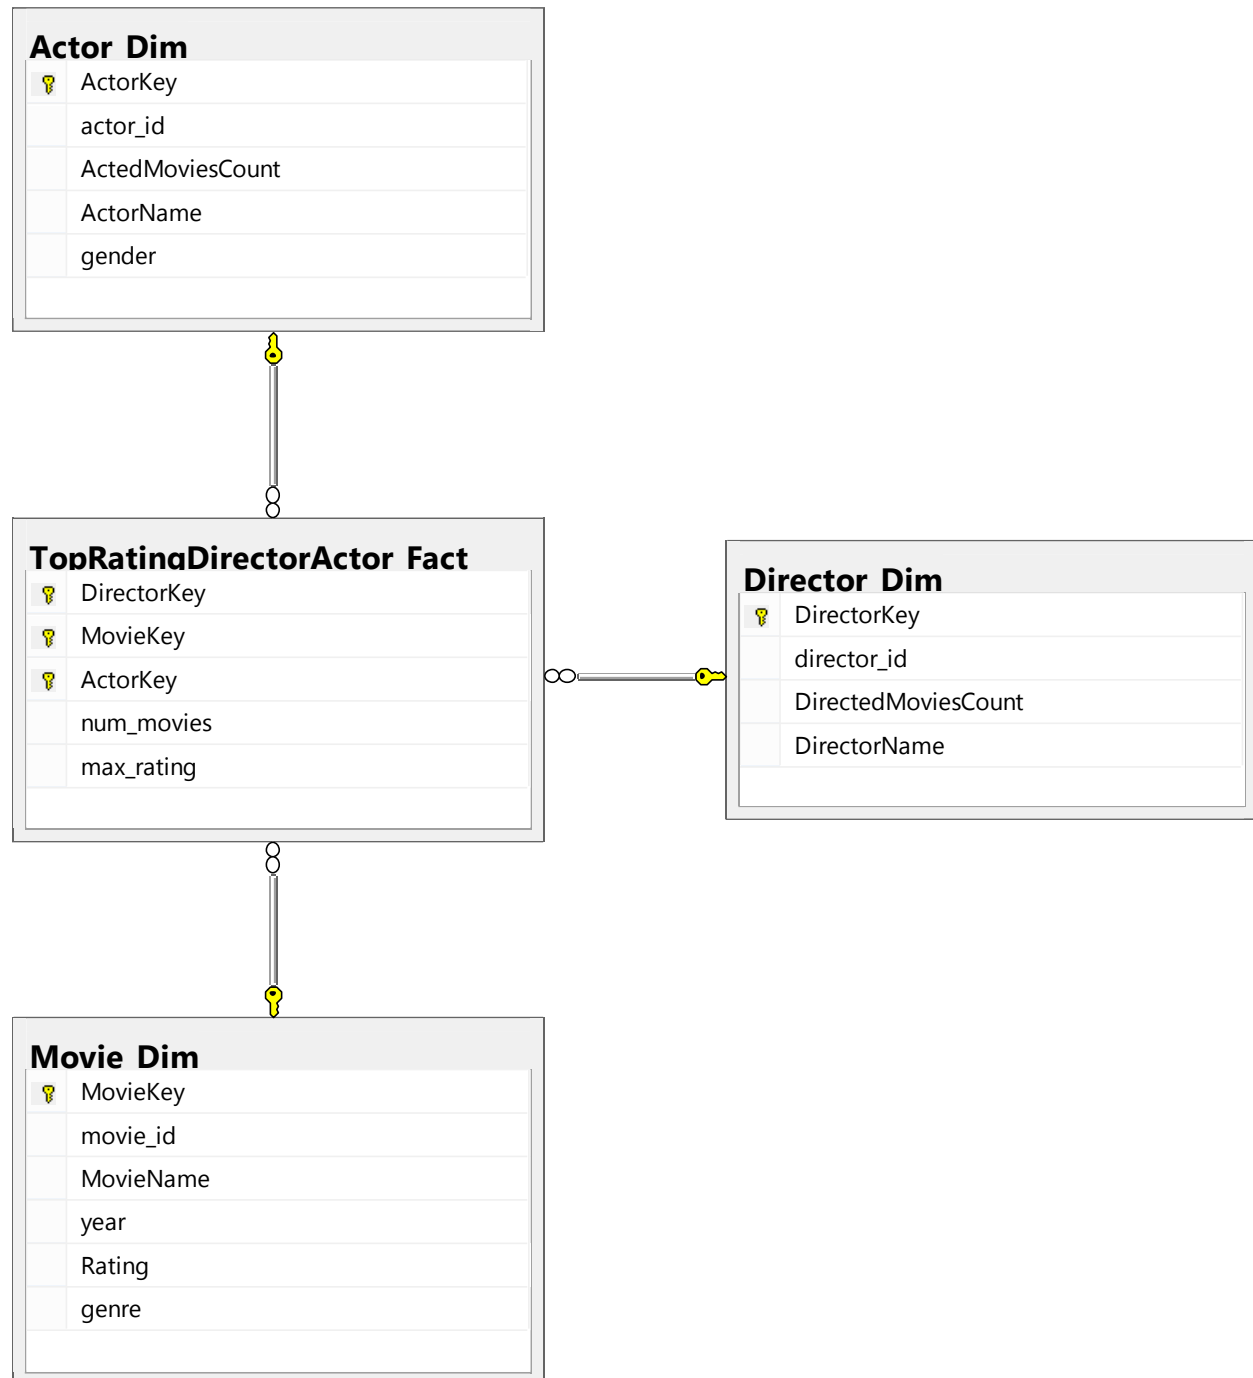 Actor_Dim
ActorKey
actor_id
ActedMoviesCount
ActorName
gender
TopRatingDirectorActor_Fact
DirectorKey
MovieKey
ActorKey
num_movies
max_rating
Director_Dim
DirectorKey
director_id
DirectedMoviesCount
DirectorName
Movie_Dim
MovieKey
movie_id
MovieName
year
Rating
genre